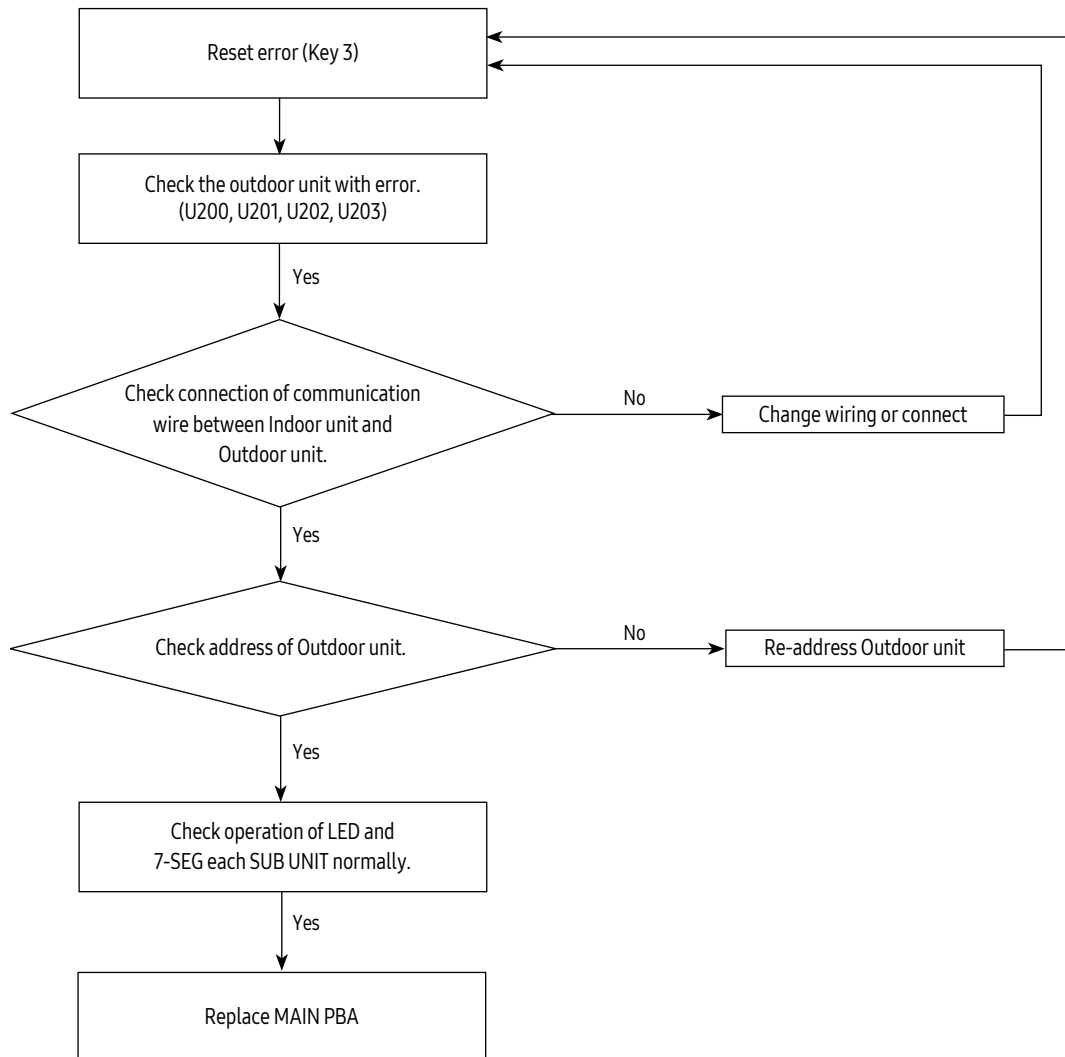 Reset error (Key 3)
Check the outdoor unit with error.
(U200, U201, U202, U203)
Yes
Check connection of communication
wire between Indoor unit and
Outdoor unit.
No
Change wiring or connect
Yes
Check address of Outdoor unit.
No
Re-address Outdoor unit
Yes
Check operation of LED and
7-SEG each SUB UNIT normally.
Yes
Replace MAIN PBA